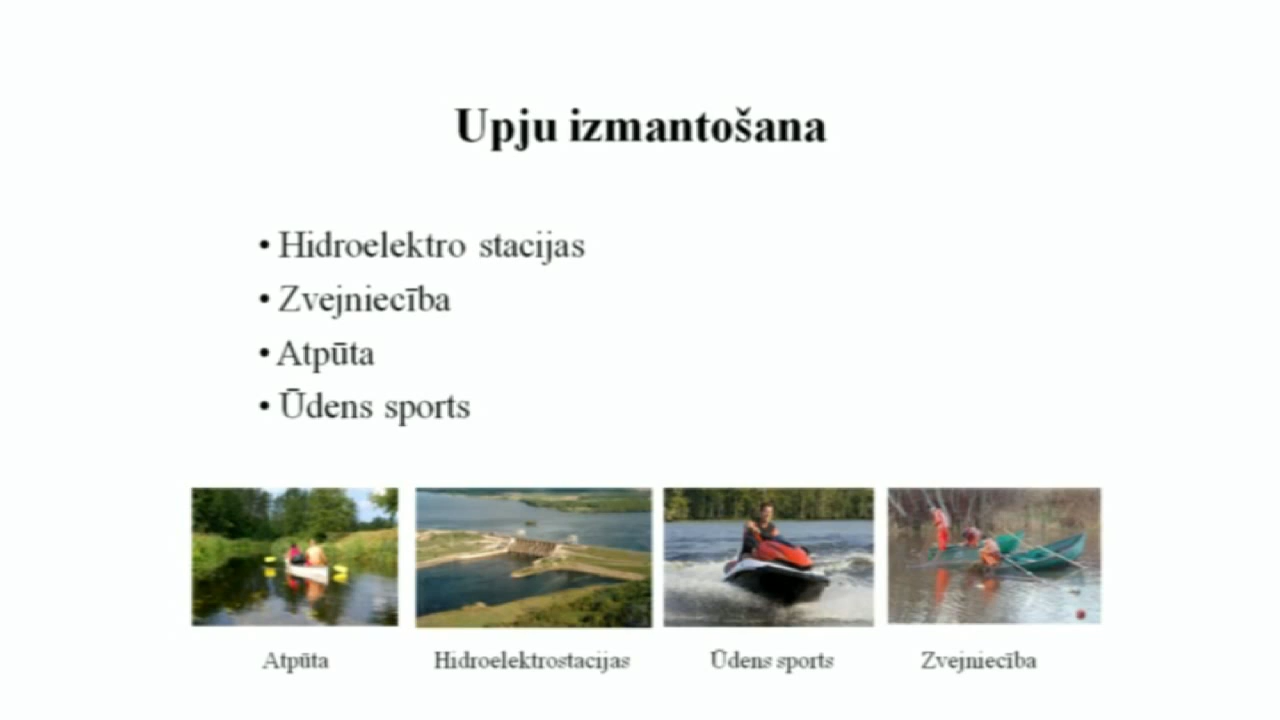 Upju izmantošana
• Hidroelektro stacijas
• Zvejniecība
• Atpūta
• Ūdens sports
Atpūta
Hidroelektrostacijas
Ūdens sports
Zvejniecība